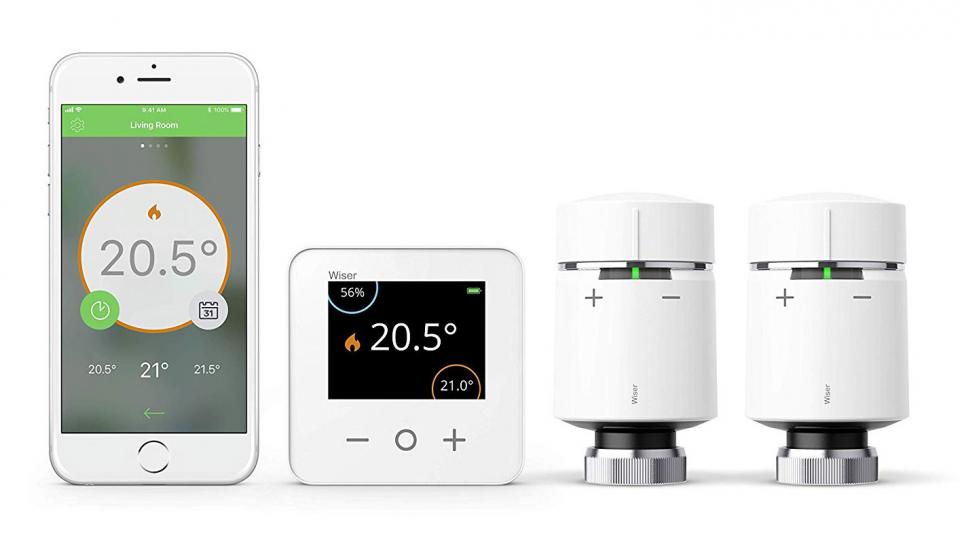 9:41 AM
100%
Living Room
20.5°
31
20.5° 21° 21.5°
Wiser
56%
20.5°
21.0°
− +
+ −
Wiser
+ −
Wiser